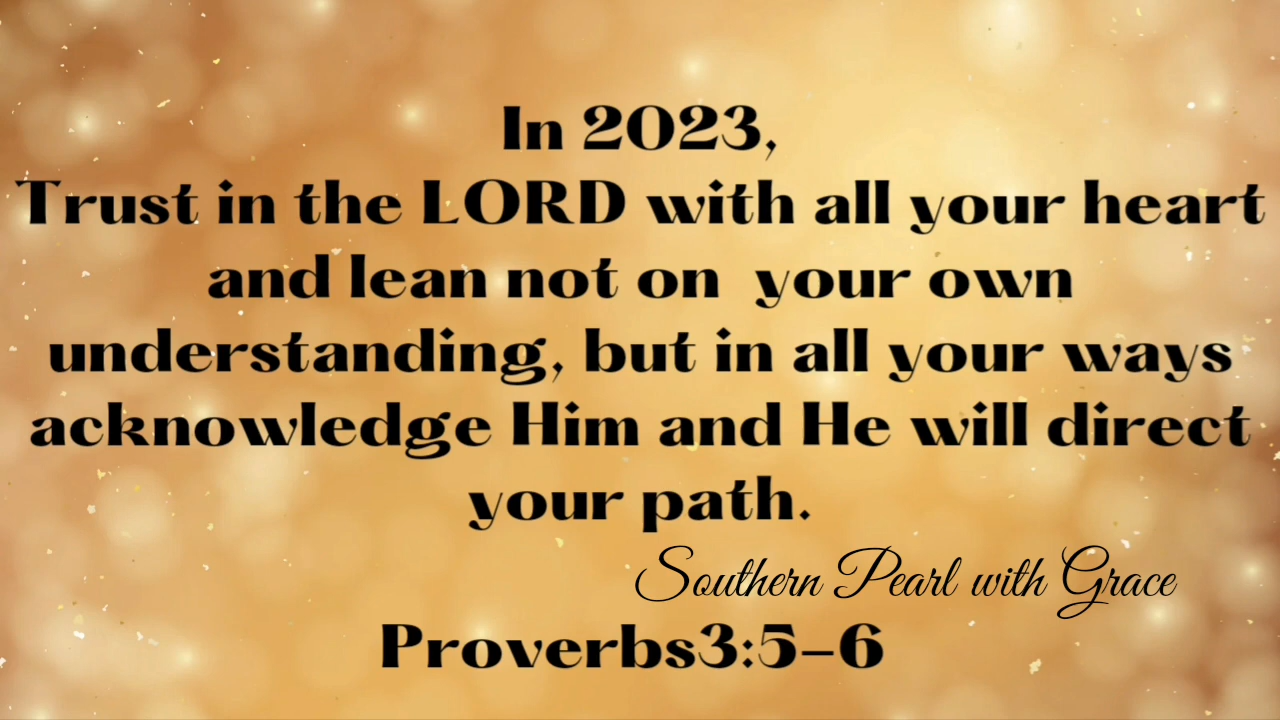 In 2023,
Trust in the LORD with all your heart
and lean not on your own
understanding, but in all your ways
acknowledge Him and He will direct
your path.
Southern Pearl with Grace
Proverbs3:5-6